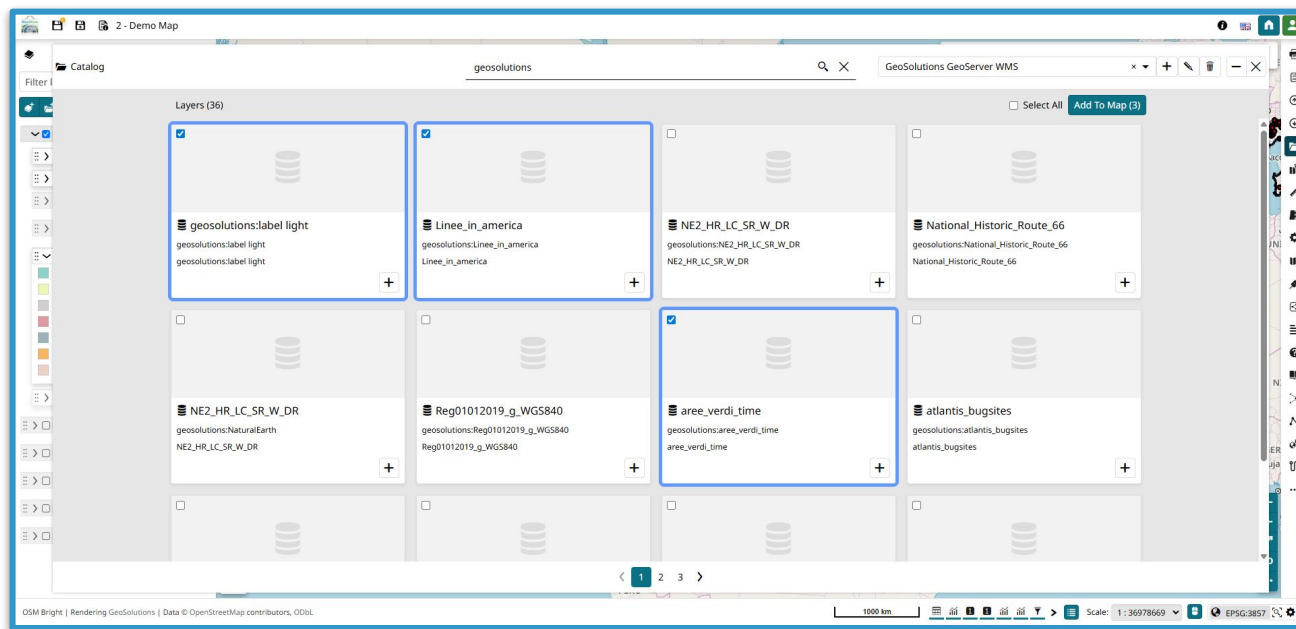 2 - Demo Map
Catalog
geosolutions
GeoSolutions GeoServer WMS
Filter
Layers (36)
Select All
Add To Map (3)
geosolutions:label light
geosolutions:label light
geosolutions:label light
Linee_in_america
geosolutions:Linee_in_america
Linee_in_america
NE2_HR_LC_SR_W_DR
geosolutions:NE2_HR_LC_SR_W_DR
NE2_HR_LC_SR_W_DR
National_Historic_Route_66
geosolutions:National_Historic_Route_66
National_Historic_Route_66
NE2_HR_LC_SR_W_DR
geosolutions:NaturalEarth
NE2_HR_LC_SR_W_DR
Reg01012019_g_WGS840
geosolutions:Reg01012019_g_WGS840
Reg01012019_g_WGS840
aree_verdi_time
geosolutions:aree_verdi_time
aree_verdi_time
atlantis_bugsites
geosolutions:atlantis_bugsites
atlantis_bugsites
1 2 3
OSM Bright | Rendering GeoSolutions | Data © OpenStreetMap contributors, ODbL
1000 km
Scale: 1 : 36978669
EPSG:3857